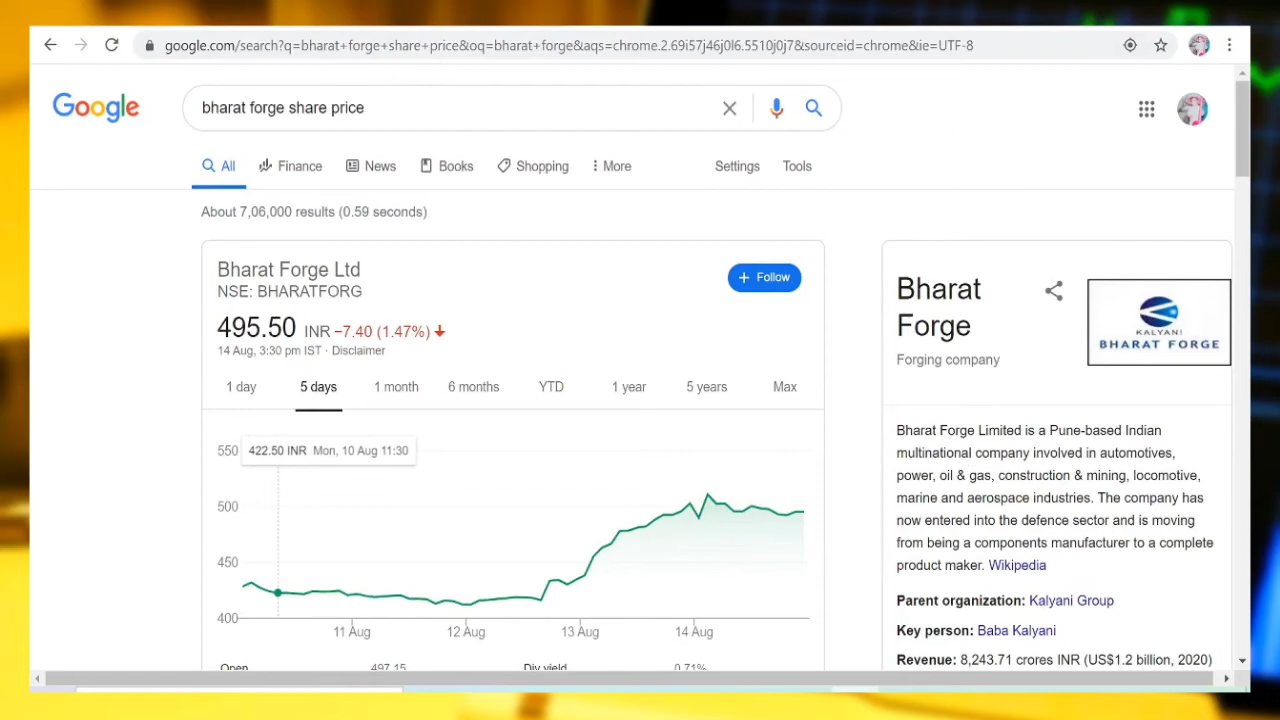 google.com/search?q=bharat+forge+share+price&oq=bharat+forge&aqs=chrome.2.69i57j46j0l6.5510j0j7&sourceid=chrome&ie=UTF-8
Google
bharat forge share price
All Finance News Books Shopping More Settings Tools
About 7,06,000 results (0.59 seconds)
Bharat Forge Ltd
NSE: BHARATFORG
+ Follow
495.50 INR −7.40 (1.47%)
14 Aug, 3:30 pm IST · Disclaimer
1 day 5 days 1 month 6 months YTD 1 year 5 years Max
550
422.50 INR Mon, 10 Aug 11:30
500
450
400
11 Aug 12 Aug 13 Aug 14 Aug
Open 497.15 Div yield 0.71%
Bharat
Forge
Forging company
KALYANI
BHARAT FORGE
Bharat Forge Limited is a Pune-based Indian
multinational company involved in automotives,
power, oil & gas, construction & mining, locomotive,
marine and aerospace industries. The company has
now entered into the defence sector and is moving
from being a components manufacturer to a complete
product maker. Wikipedia
Parent organization: Kalyani Group
Key person: Baba Kalyani
Revenue: 8,243.71 crores INR (US$1.2 billion, 2020)